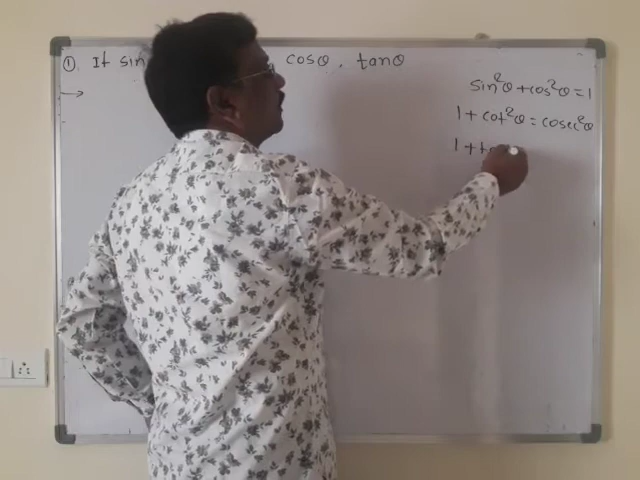 ①. If sin cosθ , tanθ
→
sin²θ + cos²θ = 1
1 + cot²θ = cosec²θ
1 + t